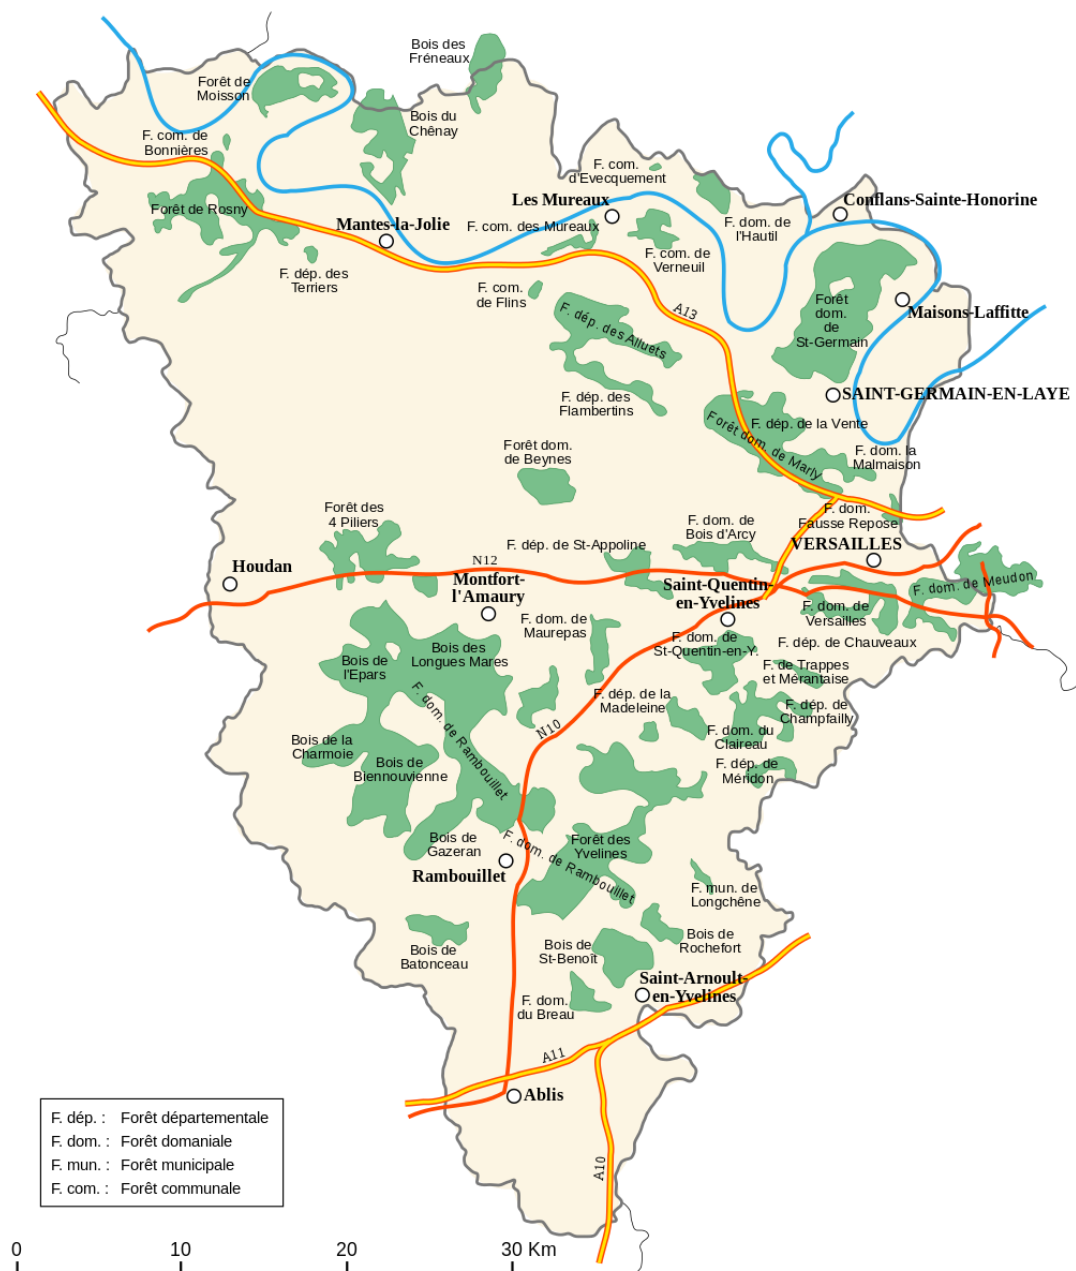 Bois des
Fréneaux
Forêt de
Moisson
Bois du
Chênay
F. com. de
Bonnières
F. com.
d'Evecquement
Les Mureaux
Conflans-Sainte-Honorine
Forêt de Rosny
Mantes-la-Jolie
F. com. des Mureaux
F. dom. de
l'Hautil
F. com. de
Verneuil
F. dép. des
Terriers
F. com.
de Flins
A13
Forêt
dom.
de
St-Germain
Maisons-Laffitte
F. dép. des Alluets
F. dép. des
Flambertins
SAINT-GERMAIN-EN-LAYE
F. dép. de la Vente
Forêt dom. de Marly
Forêt dom.
de Beynes
F. dom. la
Malmaison
Forêt des
4 Piliers
F. dom. de
Bois d'Arcy
F. dom.
Fausse Repose
F. dép. de St-Appoline
VERSAILLES
N12
Houdan
Montfort-
l'Amaury
Saint-Quentin-
en-Yvelines
F. dom. de Meudon
F. dom. de
Versailles
F. dom. de
Maurepas
F. dom. de
St-Quentin-en-Y.
F. dép. de Chauveaux
Bois de
l'Epars
Bois des
Longues Mares
F. de Trappes
et Mérantaise
F. dom. de Rambouillet
F. dép. de la
Madeleine
F. dép. de
Champfailly
N10
F. dom. du
Claireau
Bois de la
Charmoie
Bois de
Biennouvienne
F. dép. de
Méridon
Bois de
Gazeran
F. dom. de Rambouillet
Forêt des
Yvelines
Rambouillet
F. mun. de
Longchêne
Bois de
Batonceau
Bois de
St-Benoît
Bois de
Rochefort
Saint-Arnoult-
en-Yvelines
F. dom.
du Breau
A11
Ablis
A10
F. dép. : Forêt départementale
F. dom. : Forêt domaniale
F. mun. : Forêt municipale
F. com. : Forêt communale
0 10 20 30 Km